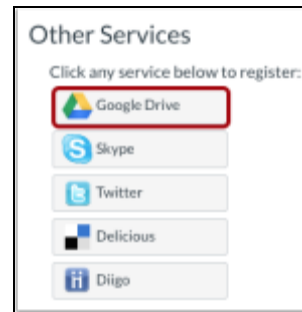 Other Services
Click any service below to register:
Google Drive
Skype
Twitter
Delicious
Diigo